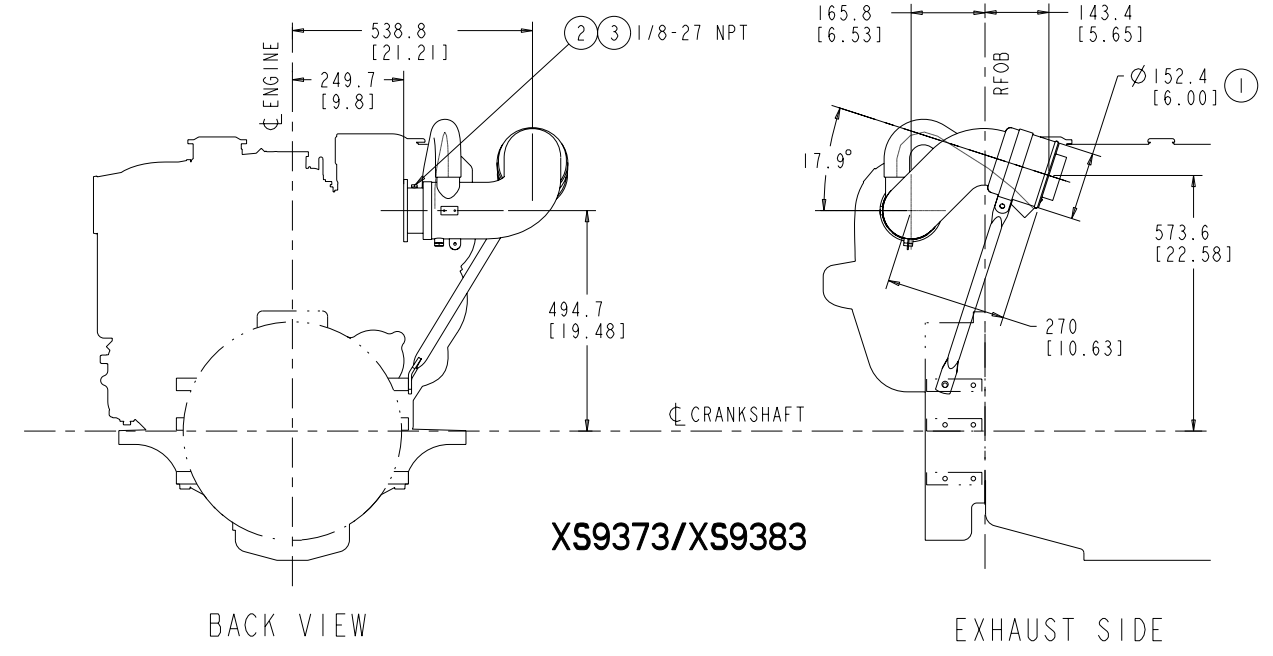 538.8
[21.21]
2 3 1/8-27 NPT
249.7
[9.8]
℄ ENGINE
494.7
[19.48]
℄ CRANKSHAFT
165.8
[6.53]
143.4
[5.65]
RFOB
Ø152.4
[6.00]
1
17.9°
573.6
[22.58]
270
[10.63]
XS9373/XS9383
BACK VIEW
EXHAUST SIDE